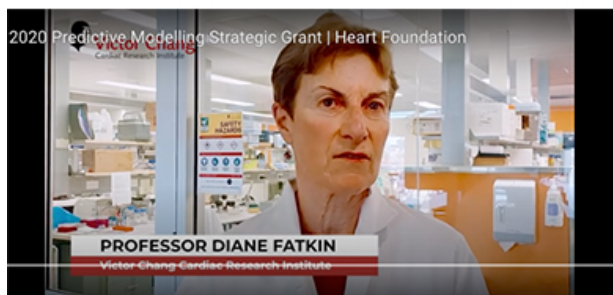 2020 Predictive Modelling Strategic Grant | Heart Foundation
Victor Chang
Cardiac Research Institute
SAFETY
HAZARDS
PROFESSOR DIANE FATKIN
Victor Chang Cardiac Research Institute